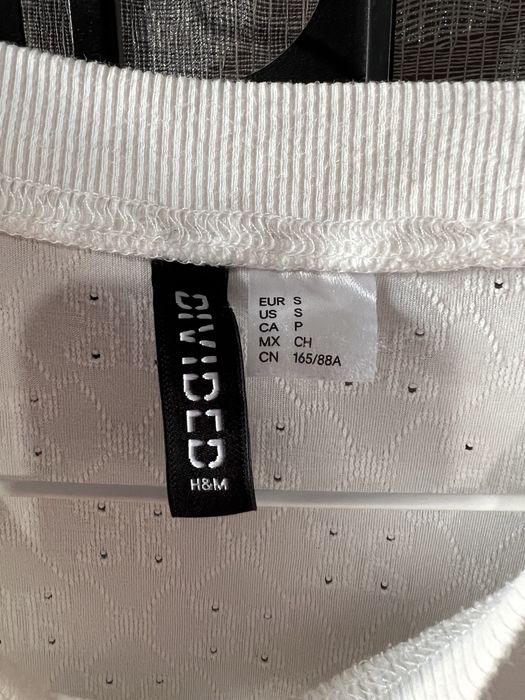 DIVIDED
H&M
EUR S
US S
CA P
MX CH
CN 165/88A